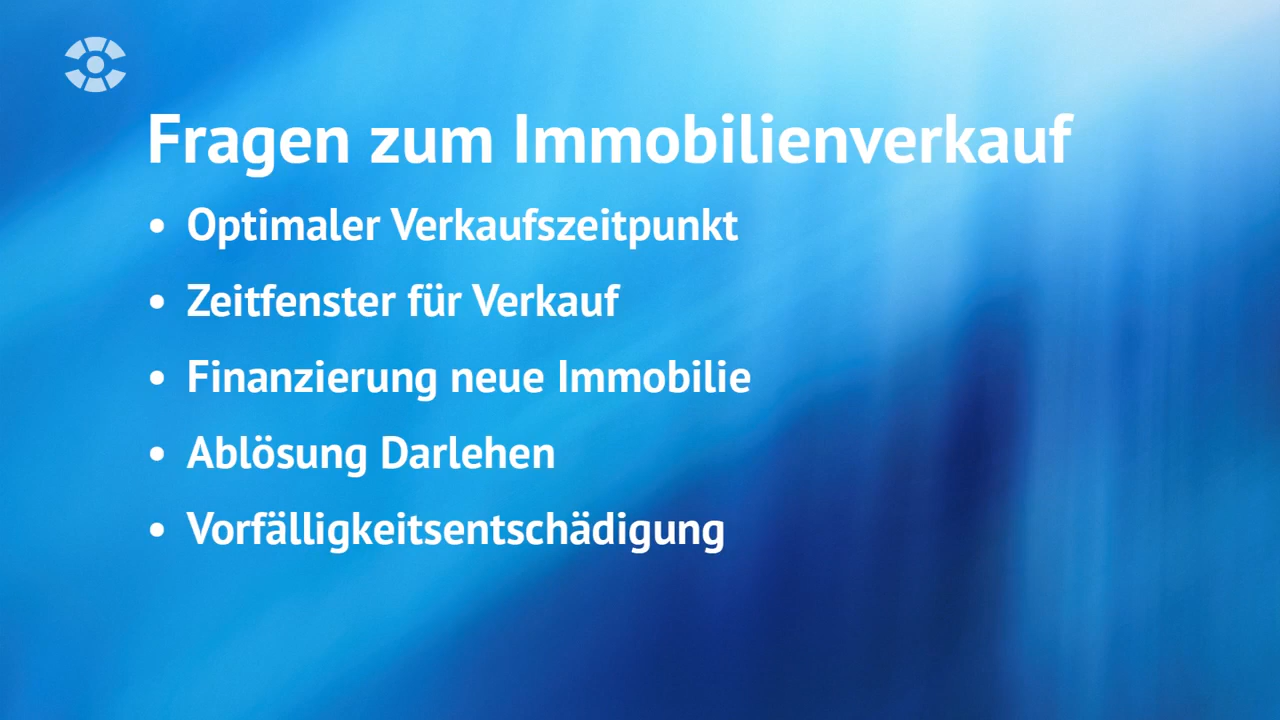 Fragen zum Immobilienverkauf
• Optimaler Verkaufszeitpunkt
• Zeitfenster für Verkauf
• Finanzierung neue Immobilie
• Ablösung Darlehen
• Vorfälligkeitsentschädigung